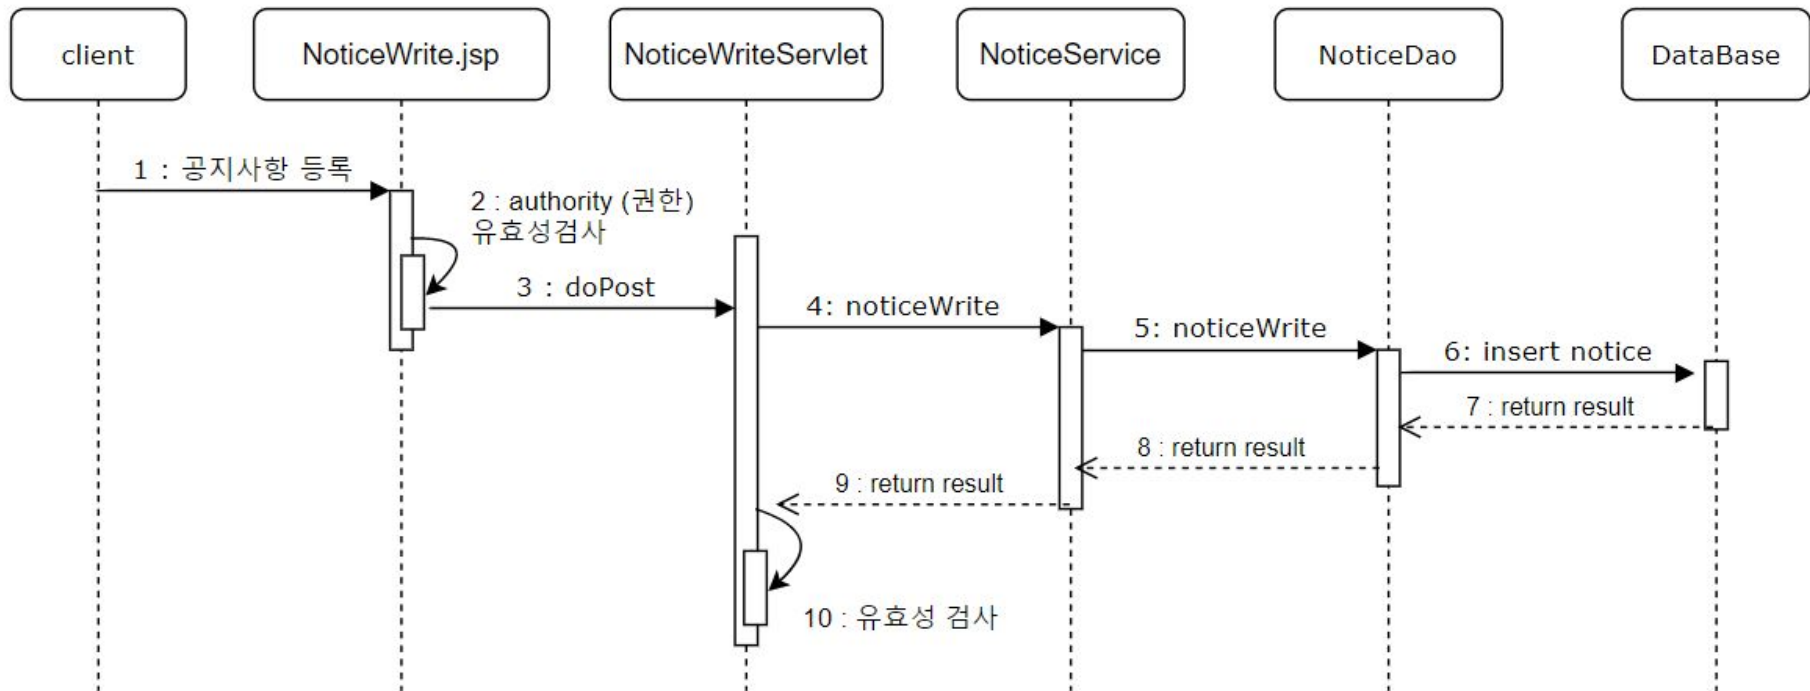 client
NoticeWrite.jsp
NoticeWriteServlet
NoticeService
NoticeDao
DataBase
1 : 공지사항 등록
2 : authority (권한)
유효성검사
3 : doPost
4: noticeWrite
5: noticeWrite
6: insert notice
7 : return result
8 : return result
9 : return result
10 : 유효성 검사